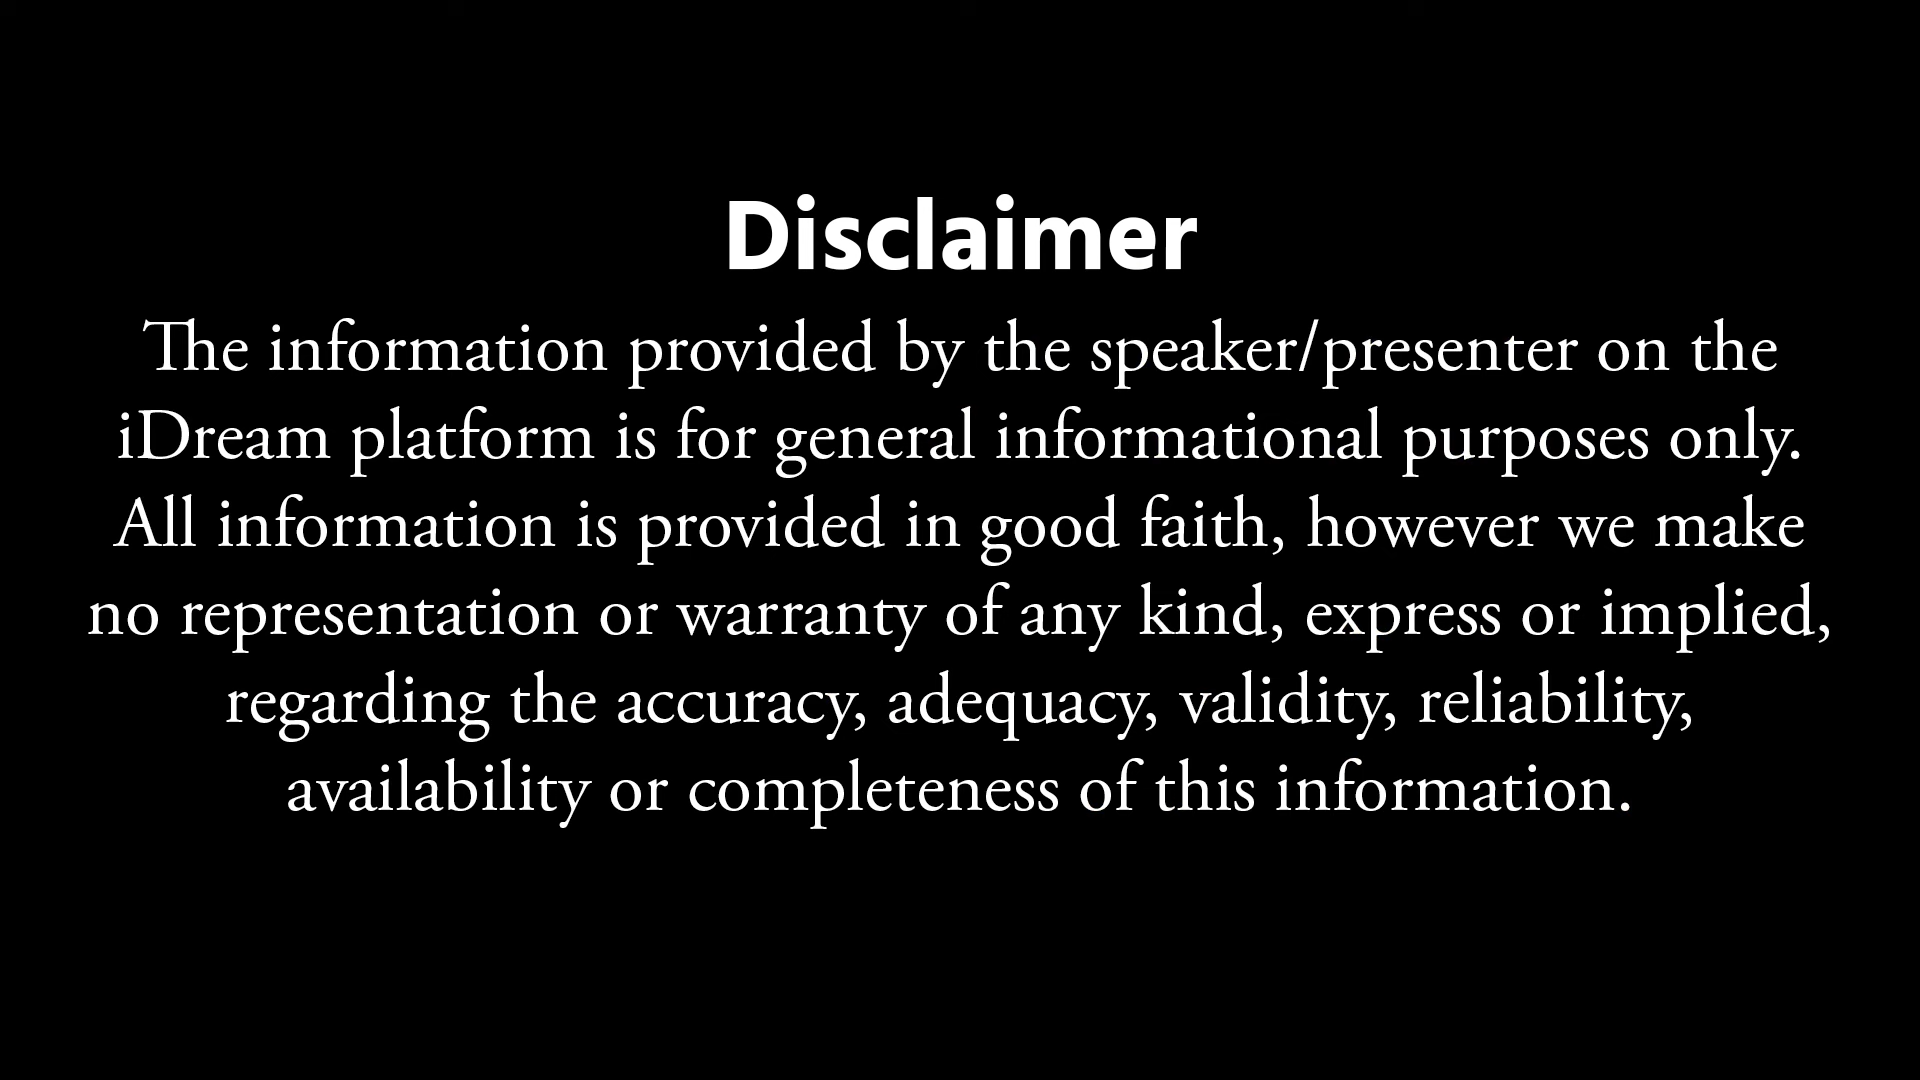 Disclaimer
The information provided by the speaker/presenter on the
iDream platform is for general informational purposes only.
All information is provided in good faith, however we make
no representation or warranty of any kind, express or implied,
regarding the accuracy, adequacy, validity, reliability,
availability or completeness of this information.